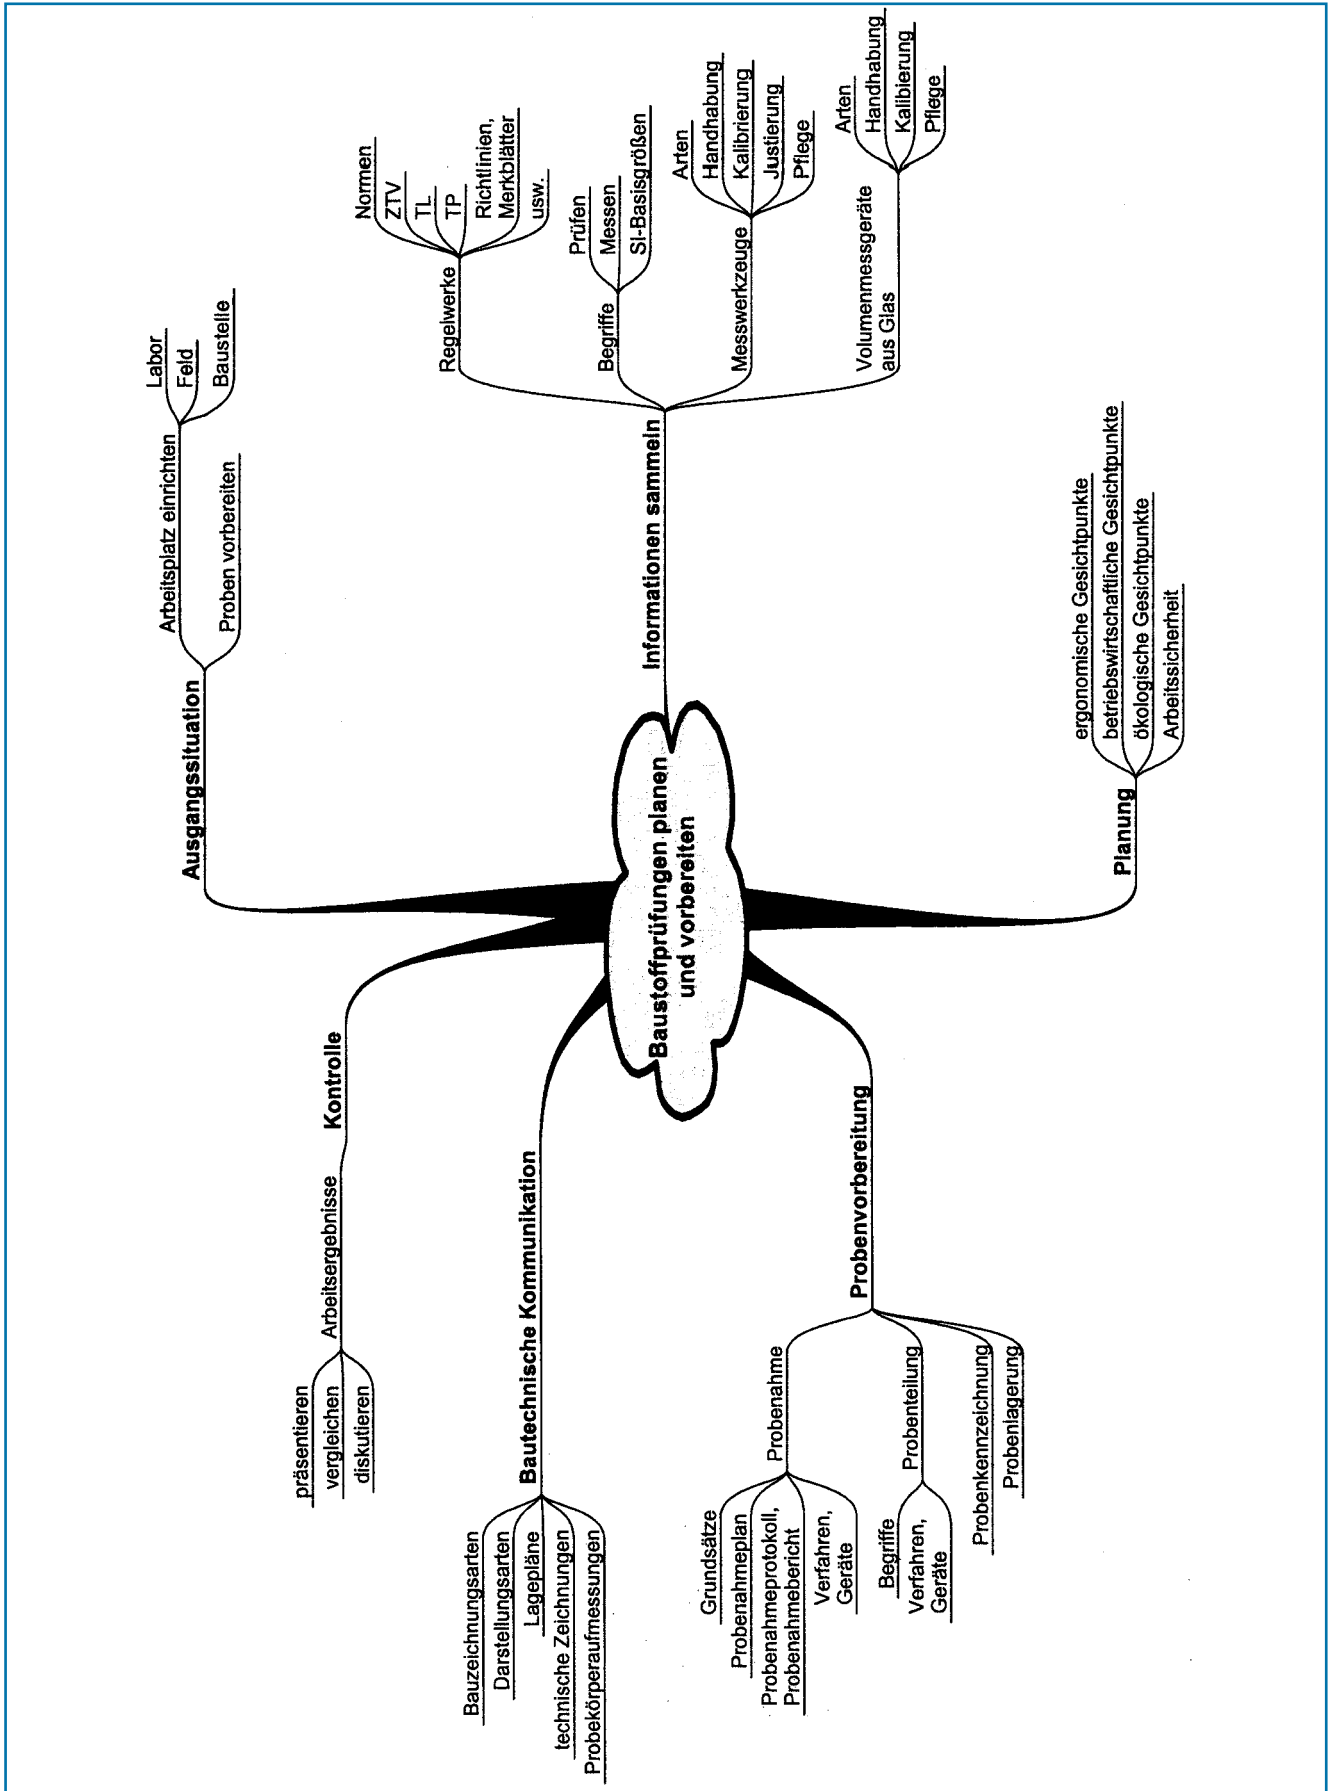 Baustoffprüfungen planen
und vorbereiten
Ausgangssituation
Arbeitsplatz einrichten
Labor
Feld
Baustelle
Proben vorbereiten
Informationen sammeln
Regelwerke
Normen
ZTV
TL
TP
Richtlinien,
Merkblätter
usw.
Begriffe
Prüfen
Messen
SI-Basisgrößen
Messwerkzeuge
Arten
Handhabung
Kalibrierung
Justierung
Pflege
Volumenmessgeräte
aus Glas
Arten
Handhabung
Kalibierung
Pflege
Planung
ergonomische Gesichtpunkte
betriebswirtschaftliche Gesichtpunkte
ökologische Gesichtpunkte
Arbeitssicherheit
Probenvorbereitung
Probenahme
Grundsätze
Probenahmeplan
Probenahmeprotokoll,
Probenahmebericht
Verfahren,
Geräte
Probenteilung
Begriffe
Verfahren,
Geräte
Probenkennzeichnung
Probenlagerung
Bautechnische Kommunikation
Bauzeichnungsarten
Darstellungsarten
Lagepläne
technische Zeichnungen
Probekörperaufmessungen
Kontrolle
Arbeitsergebnisse
präsentieren
vergleichen
diskutieren